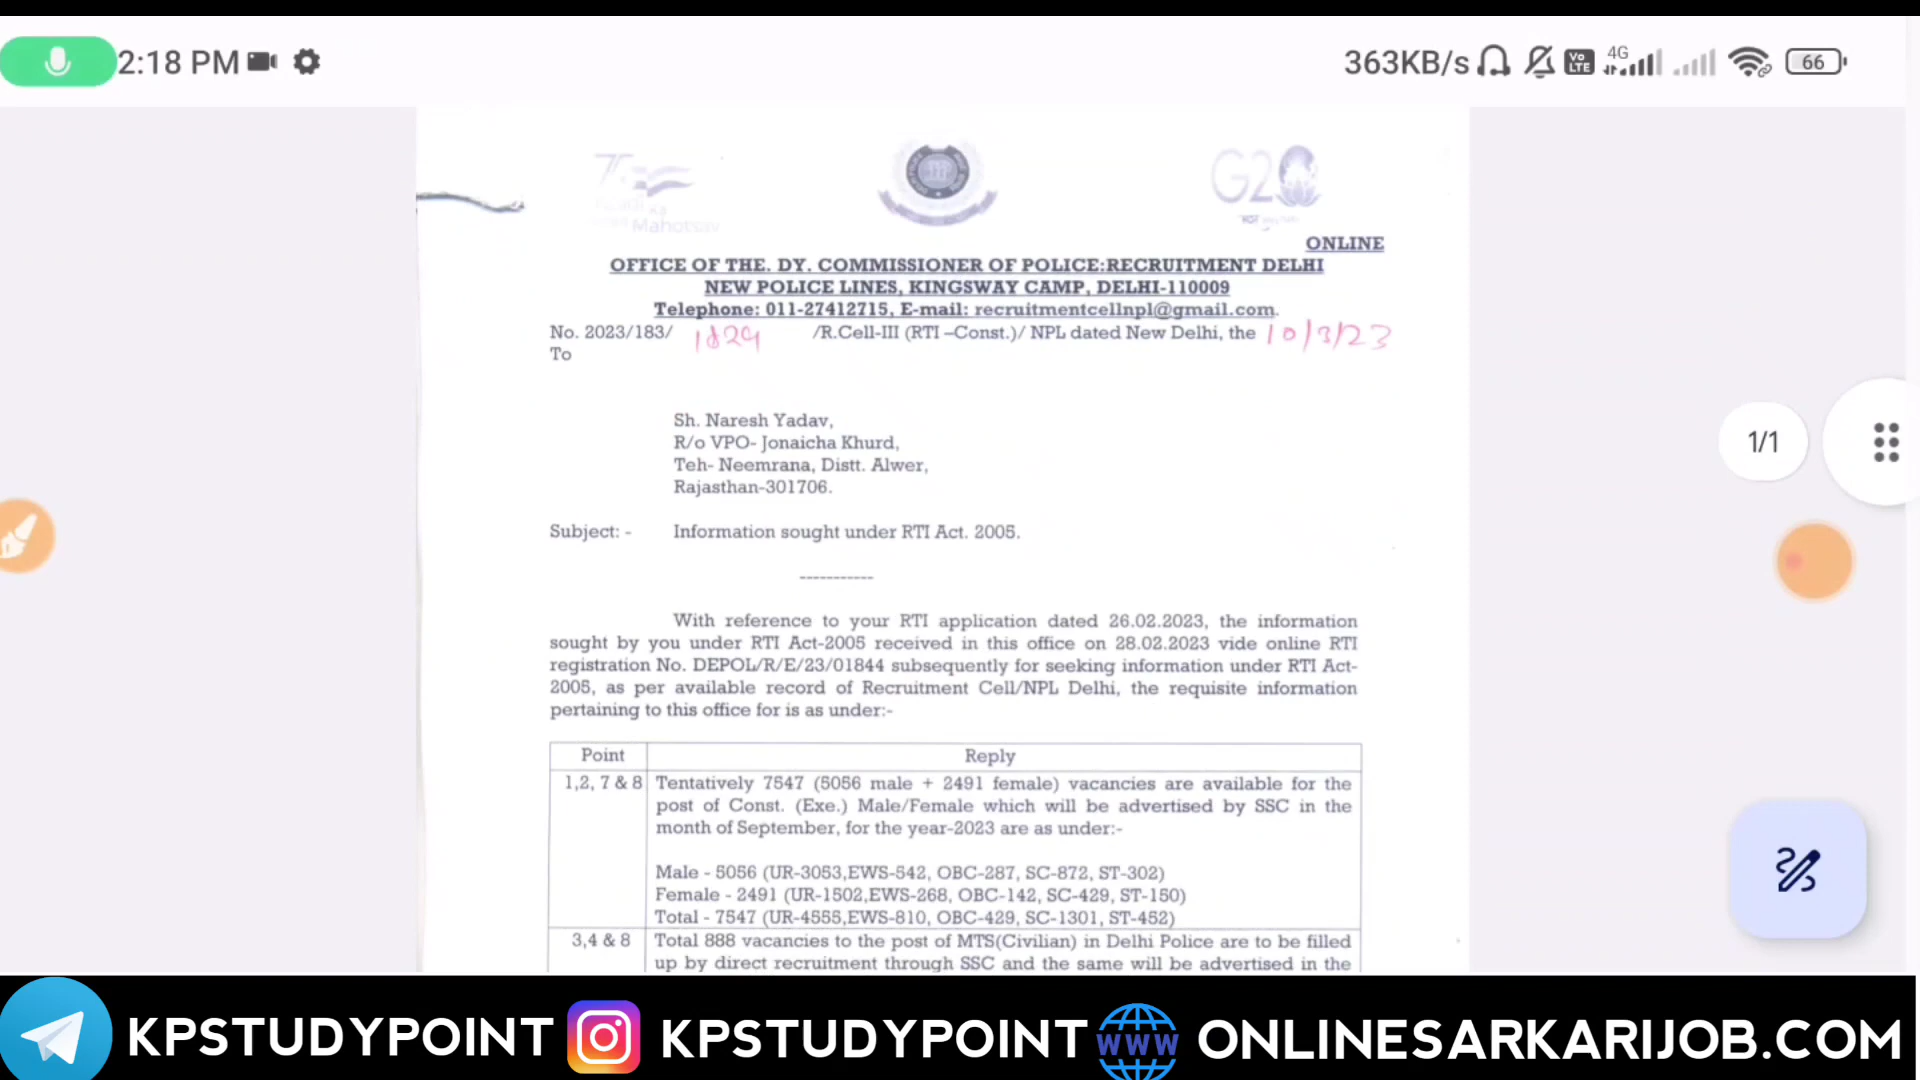 2:18 PM
363KB/s
Vo LTE
4G
66
Mahotsav
G20
ONLINE
OFFICE OF THE. DY. COMMISSIONER OF POLICE:RECRUITMENT DELHI
NEW POLICE LINES, KINGSWAY CAMP, DELHI-110009
Telephone: 011-27412715, E-mail: recruitmentcellnpl@gmail.com.
No. 2023/183/ 1829 /R.Cell-III (RTI –Const.)/ NPL dated New Delhi, the 10/3/23
To
Sh. Naresh Yadav,
R/o VPO- Jonaicha Khurd,
Teh- Neemrana, Distt. Alwer,
Rajasthan-301706.
1/1
Subject: - Information sought under RTI Act. 2005.
-----------
With reference to your RTI application dated 26.02.2023, the information
sought by you under RTI Act-2005 received in this office on 28.02.2023 vide online RTI
registration No. DEPOL/R/E/23/01844 subsequently for seeking information under RTI Act-
2005, as per available record of Recruitment Cell/NPL Delhi, the requisite information
pertaining to this office for is as under:-
Point Reply
1,2, 7 & 8 Tentatively 7547 (5056 male + 2491 female) vacancies are available for the
post of Const. (Exe.) Male/Female which will be advertised by SSC in the
month of September, for the year-2023 are as under:-
Male - 5056 (UR-3053,EWS-542, OBC-287, SC-872, ST-302)
Female - 2491 (UR-1502,EWS-268, OBC-142, SC-429, ST-150)
Total - 7547 (UR-4555,EWS-810, OBC-429, SC-1301, ST-452)
3,4 & 8 Total 888 vacancies to the post of MTS(Civilian) in Delhi Police are to be filled
up by direct recruitment through SSC and the same will be advertised in the
KPSTUDYPOINT KPSTUDYPOINT WWW ONLINESARKARIJOB.COM